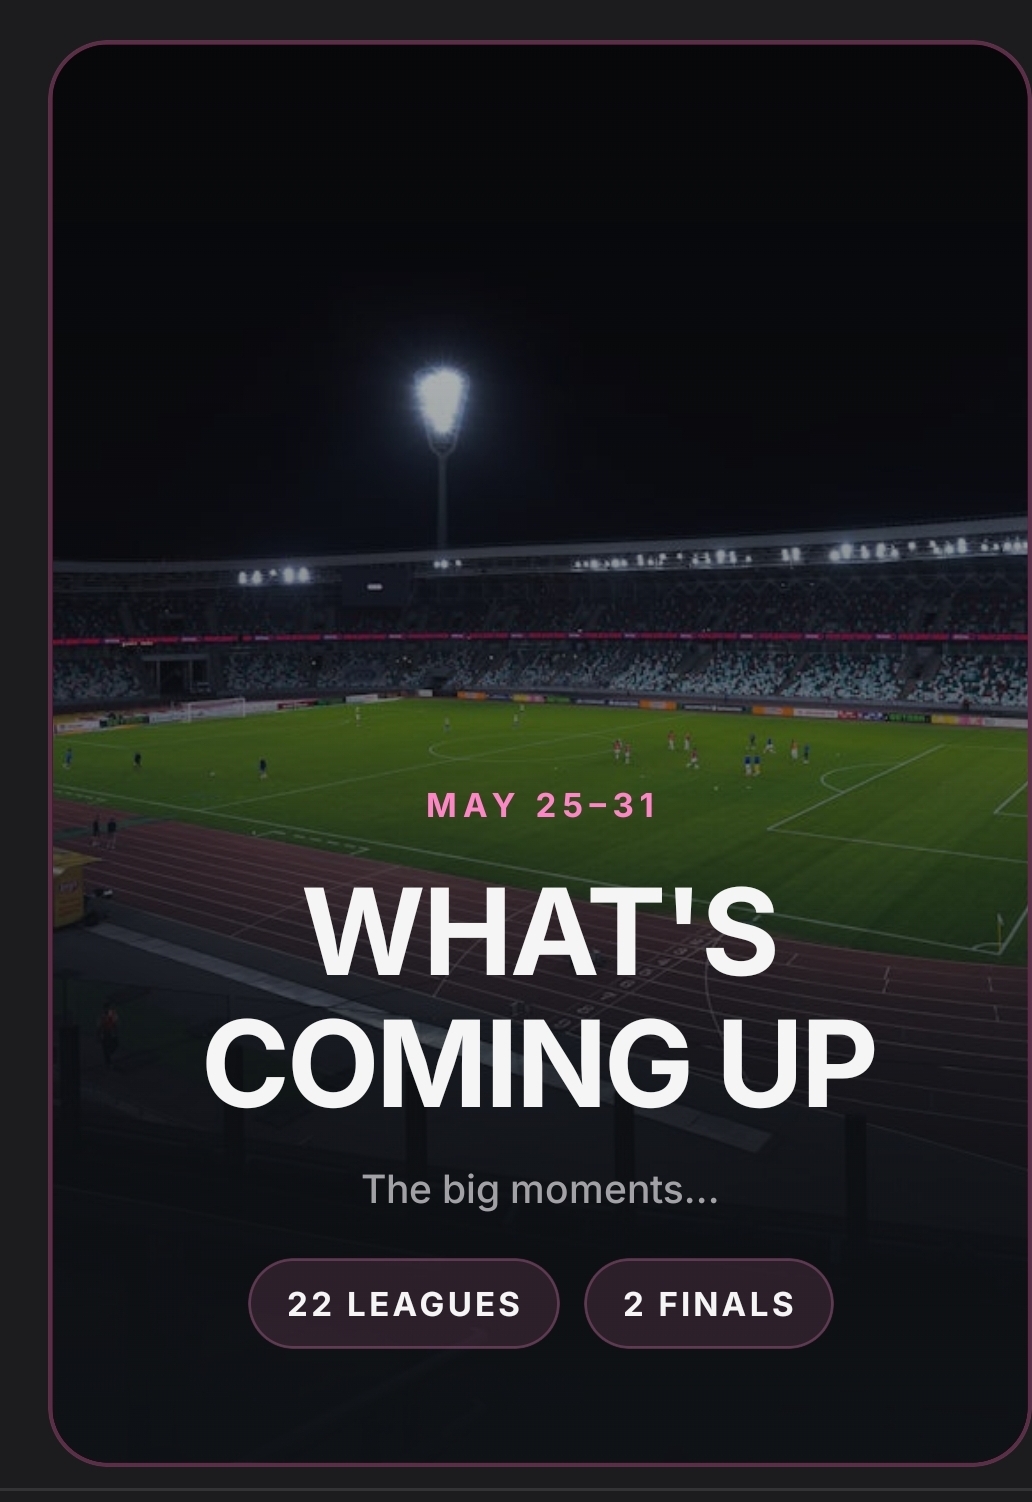 MAY 25–31
WHAT'S
COMING UP
The big moments...
22 LEAGUES
2 FINALS